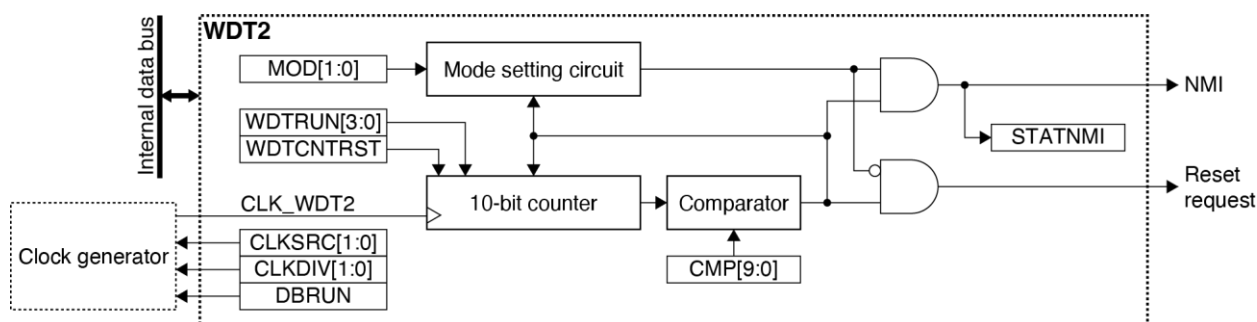 WDT2
Internal data bus
MOD[1:0]
Mode setting circuit
NMI
WDTRUN[3:0]
WDTCNTRST
STATNMI
CLK_WDT2
10-bit counter
Comparator
Reset
request
Clock generator
CLKSRC[1:0]
CLKDIV[1:0]
DBRUN
CMP[9:0]